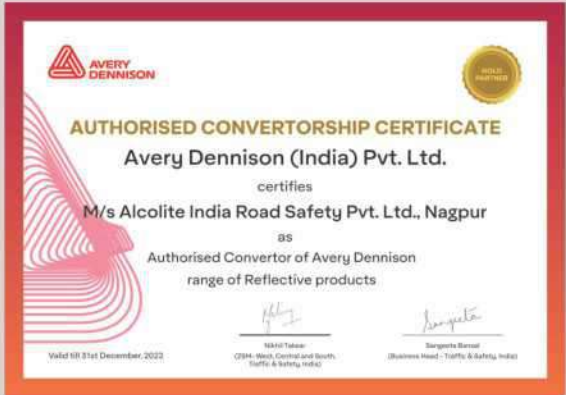 AVERY
DENNISON
GOLD
PARTNER
AUTHORISED CONVERTORSHIP CERTIFICATE
Avery Dennison (India) Pvt. Ltd.
certifies
M/s Alcolite India Road Safety Pvt. Ltd., Nagpur
as
Authorised Convertor of Avery Dennison
range of Reflective products
Sangeeta
Nikhil Talwar
(ZSM- West, Central and South,
Traffic & Safety, India)
Sangeeta Bansal
(Business Head - Traffic & Safety, India)
Valid till 31st December, 2022